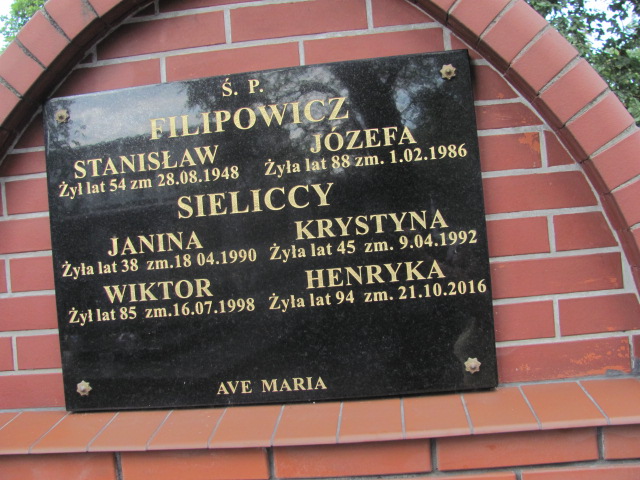 Ś. P.
FILIPOWICZ
STANISŁAW JÓZEFA
Żył lat 54 zm 28.08.1948 Żyła lat 88 zm. 1.02.1986
SIELICCY
JANINA KRYSTYNA
Żyła lat 38 zm.18 04.1990 Żyła lat 45 zm. 9.04.1992
WIKTOR HENRYKA
Żył lat 85 zm.16.07.1998 Żyła lat 94 zm. 21.10.2016
AVE MARIA